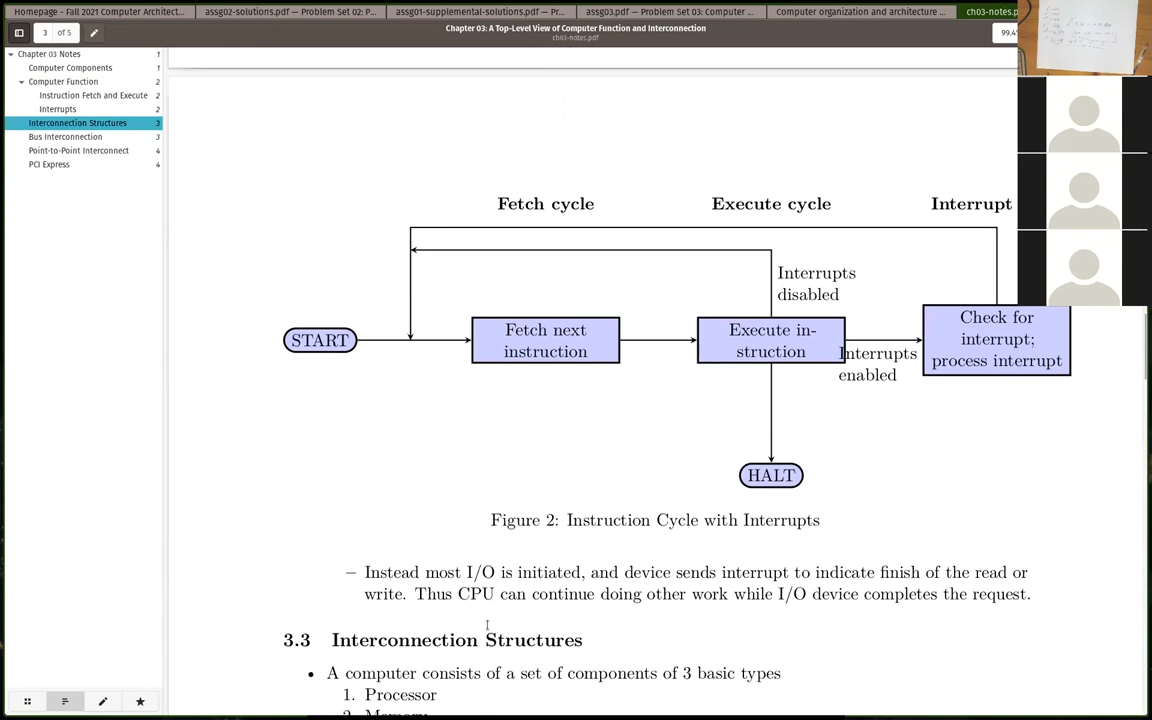 Homepage - Fall 2021 Computer Architect...
assg02-solutions.pdf — Problem Set 02: P...
assg01-supplemental-solutions.pdf — Pr...
assg03.pdf — Problem Set 03: Computer ...
Computer organization and architecture ...
ch03-notes.p
3 of 5
Chapter 03: A Top-Level View of Computer Function and Interconnection
ch03-notes.pdf
99.4
Chapter 03 Notes 1
Computer Components 1
Computer Function 2
Instruction Fetch and Execute 2
Interrupts 2
Interconnection Structures 3
Bus Interconnection 3
Point-to-Point Interconnect 4
PCI Express 4
Fetch cycle
Execute cycle
Interrupt
Interrupts
disabled
START
Fetch next
instruction
Execute in-
struction
Interrupts
enabled
Check for
interrupt;
process interrupt
HALT
Figure 2: Instruction Cycle with Interrupts
– Instead most I/O is initiated, and device sends interrupt to indicate finish of the read or
write. Thus CPU can continue doing other work while I/O device completes the request.
3.3 Interconnection Structures
• A computer consists of a set of components of 3 basic types
1. Processor
2. Memory